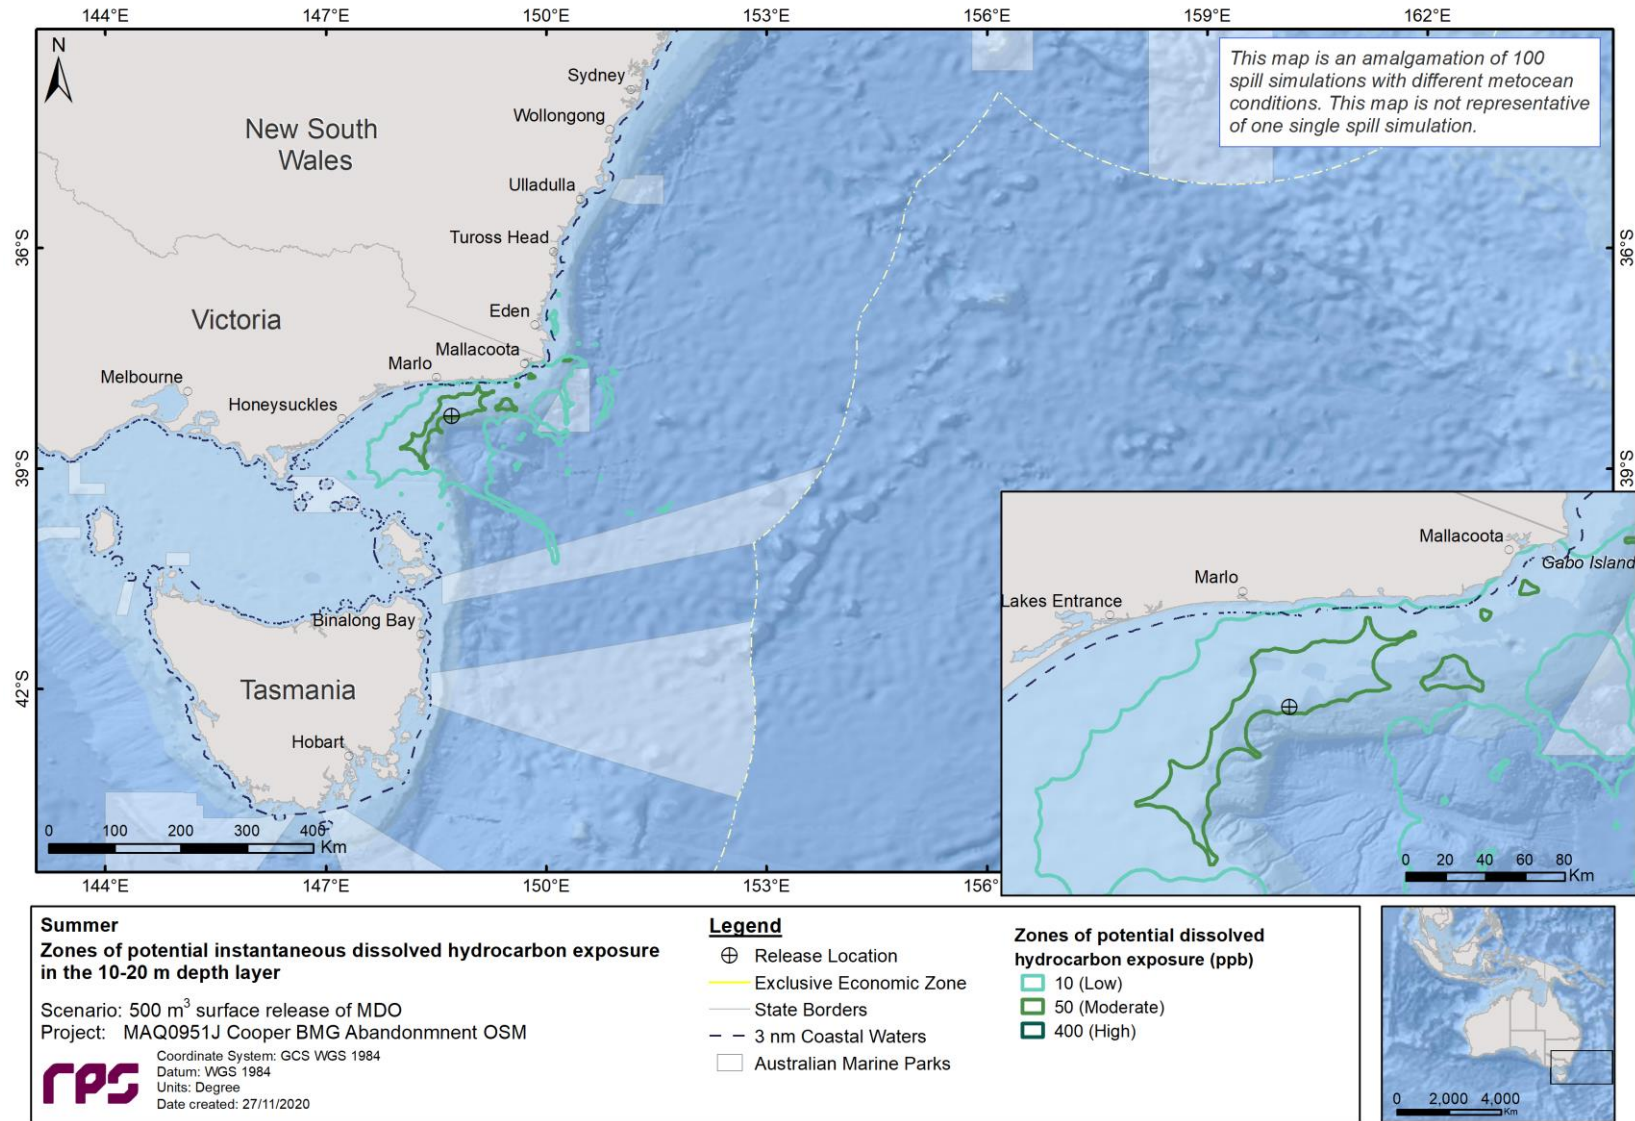 144°E 147°E 150°E 153°E 156°E 159°E 162°E
N
This map is an amalgamation of 100
spill simulations with different metocean
conditions. This map is not representative
of one single spill simulation.
Sydney
Wollongong
New South
Wales
Ulladulla
Tuross Head
36°S 36°S
Eden
Victoria
Mallacoota
Marlo
Melbourne
Honeysuckles
39°S 39°S
Mallacoota
Gabo Island
Marlo
Lakes Entrance
Binalong Bay
Tasmania
42°S
Hobart
0 100 200 300 400
Km
0 20 40 60 80
Km
144°E 147°E 150°E 153°E 156°
Summer
Zones of potential instantaneous dissolved hydrocarbon exposure
in the 10-20 m depth layer
Scenario: 500 m³ surface release of MDO
Project: MAQ0951J Cooper BMG Abandonmnent OSM
rps
Coordinate System: GCS WGS 1984
Datum: WGS 1984
Units: Degree
Date created: 27/11/2020
Legend
Release Location
Exclusive Economic Zone
State Borders
3 nm Coastal Waters
Australian Marine Parks
Zones of potential dissolved
hydrocarbon exposure (ppb)
10 (Low)
50 (Moderate)
400 (High)
0 2,000 4,000
Km